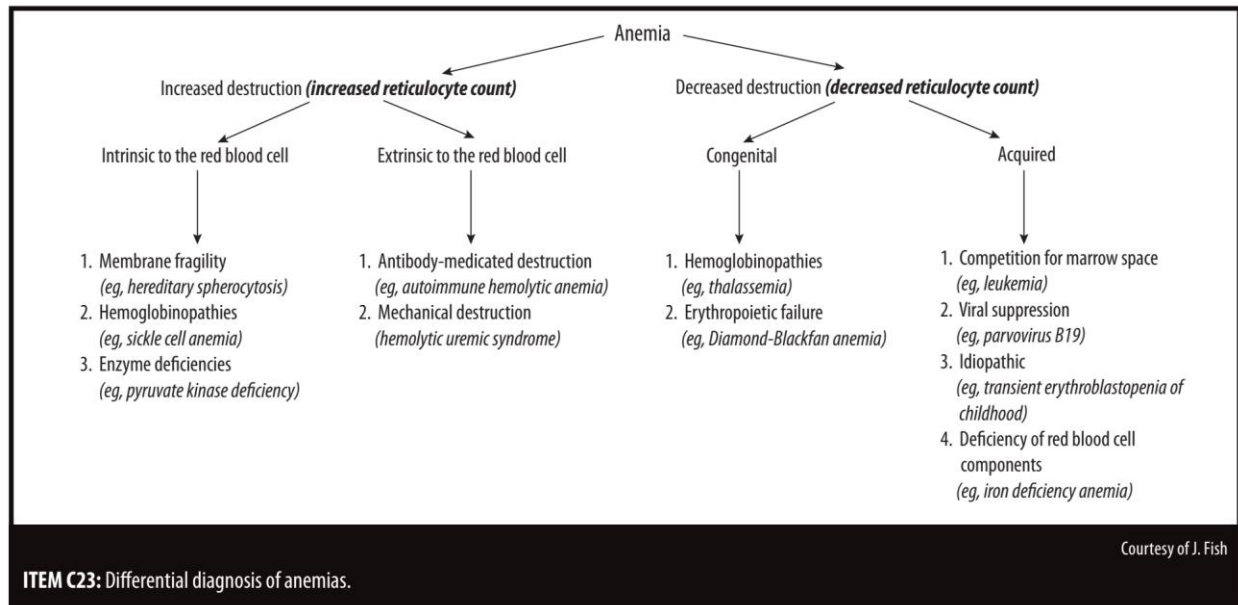 Anemia
Increased destruction (increased reticulocyte count)
Decreased destruction (decreased reticulocyte count)
Intrinsic to the red blood cell
Extrinsic to the red blood cell
Congenital
Acquired
1. Membrane fragility
(eg, hereditary spherocytosis)
2. Hemoglobinopathies
(eg, sickle cell anemia)
3. Enzyme deficiencies
(eg, pyruvate kinase deficiency)
1. Antibody-medicated destruction
(eg, autoimmune hemolytic anemia)
2. Mechanical destruction
(hemolytic uremic syndrome)
1. Hemoglobinopathies
(eg, thalassemia)
2. Erythropoietic failure
(eg, Diamond-Blackfan anemia)
1. Competition for marrow space
(eg, leukemia)
2. Viral suppression
(eg, parvovirus B19)
3. Idiopathic
(eg, transient erythroblastopenia of
childhood)
4. Deficiency of red blood cell
components
(eg, iron deficiency anemia)
Courtesy of J. Fish
ITEM C23: Differential diagnosis of anemias.